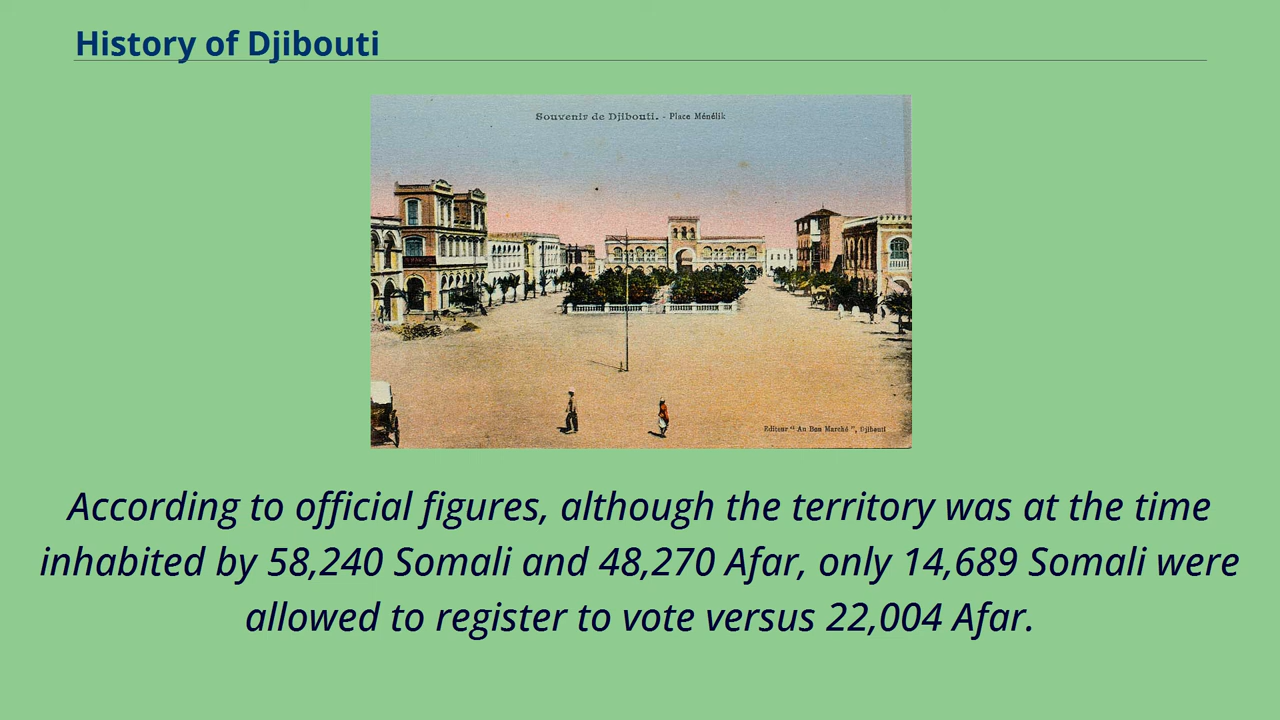 History of Djibouti
Souvenir de Djibouti. - Place Ménélik
Editeur "Au Bon Marché", Djibouti
According to official figures, although the territory was at the time
inhabited by 58,240 Somali and 48,270 Afar, only 14,689 Somali were
allowed to register to vote versus 22,004 Afar.